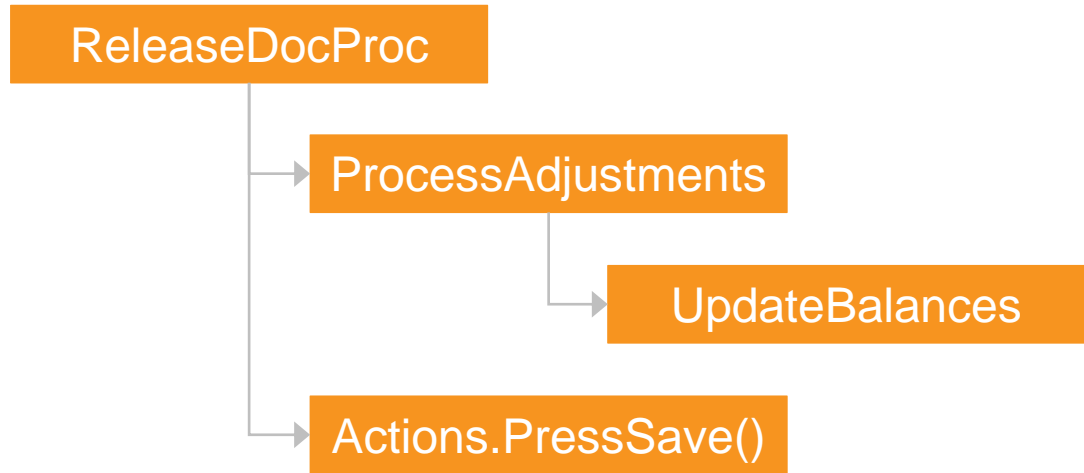 ReleaseDocProc
ProcessAdjustments
UpdateBalances
Actions.PressSave()